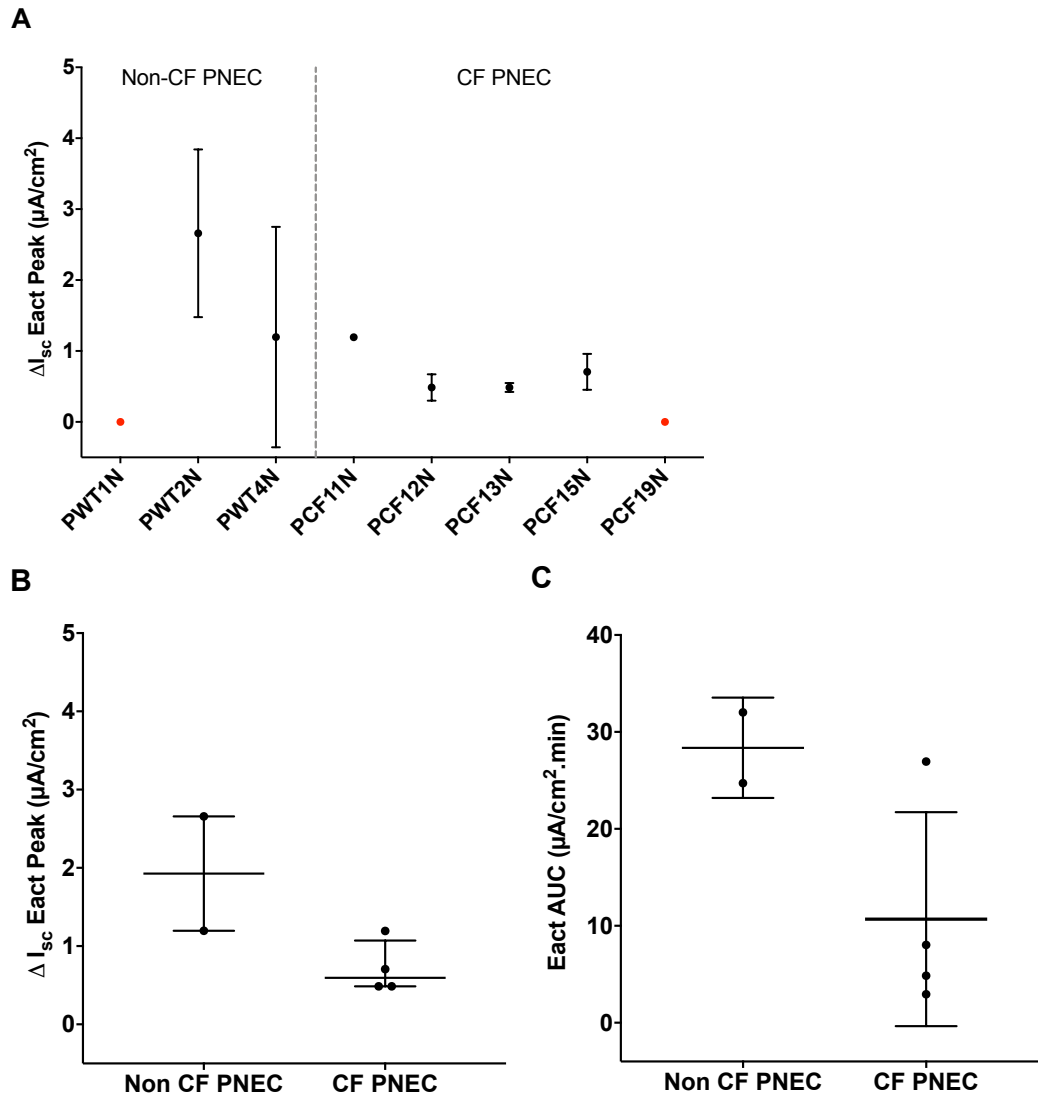 A
Non-CF PNEC
CF PNEC
ΔIsc Eact Peak (µA/cm²)
5
4
3
2
1
0
PWT1N
PWT2N
PWT4N
PCF11N
PCF12N
PCF13N
PCF15N
PCF19N
B
Δ Isc Eact Peak (µA/cm²)
5
4
3
2
1
0
Non CF PNEC
CF PNEC
C
Eact AUC (µA/cm².min)
40
30
20
10
0
Non CF PNEC
CF PNEC